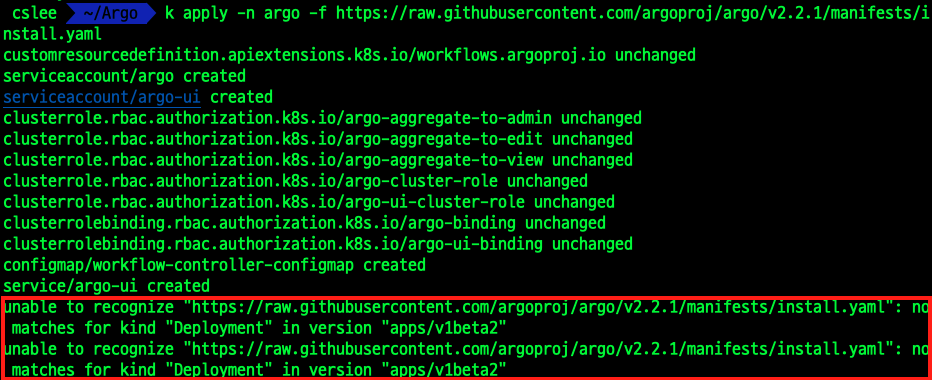 cslee ~/Argo k apply -n argo -f https://raw.githubusercontent.com/argoproj/argo/v2.2.1/manifests/i
nstall.yaml
customresourcedefinition.apiextensions.k8s.io/workflows.argoproj.io unchanged
serviceaccount/argo created
serviceaccount/argo-ui created
clusterrole.rbac.authorization.k8s.io/argo-aggregate-to-admin unchanged
clusterrole.rbac.authorization.k8s.io/argo-aggregate-to-edit unchanged
clusterrole.rbac.authorization.k8s.io/argo-aggregate-to-view unchanged
clusterrole.rbac.authorization.k8s.io/argo-cluster-role unchanged
clusterrole.rbac.authorization.k8s.io/argo-ui-cluster-role unchanged
clusterrolebinding.rbac.authorization.k8s.io/argo-binding unchanged
clusterrolebinding.rbac.authorization.k8s.io/argo-ui-binding unchanged
configmap/workflow-controller-configmap created
service/argo-ui created
unable to recognize "https://raw.githubusercontent.com/argoproj/argo/v2.2.1/manifests/install.yaml": no
matches for kind "Deployment" in version "apps/v1beta2"
unable to recognize "https://raw.githubusercontent.com/argoproj/argo/v2.2.1/manifests/install.yaml": no
matches for kind "Deployment" in version "apps/v1beta2"